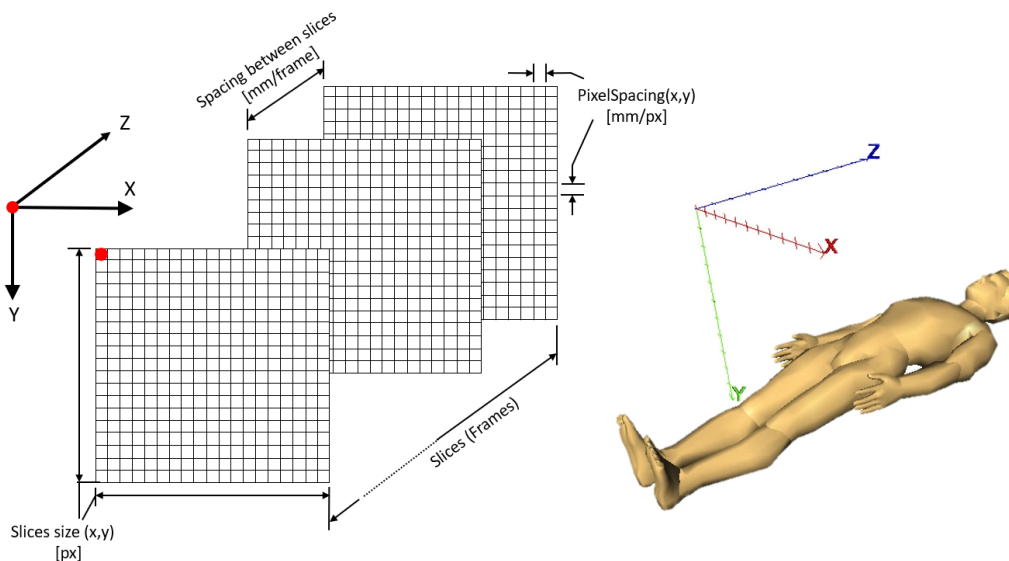 Spacing between slices
[mm/frame]
PixelSpacing(x,y)
[mm/px]
Z
X
Y
Slices (Frames)
Slices size (x,y)
[px]
Z
X
Y